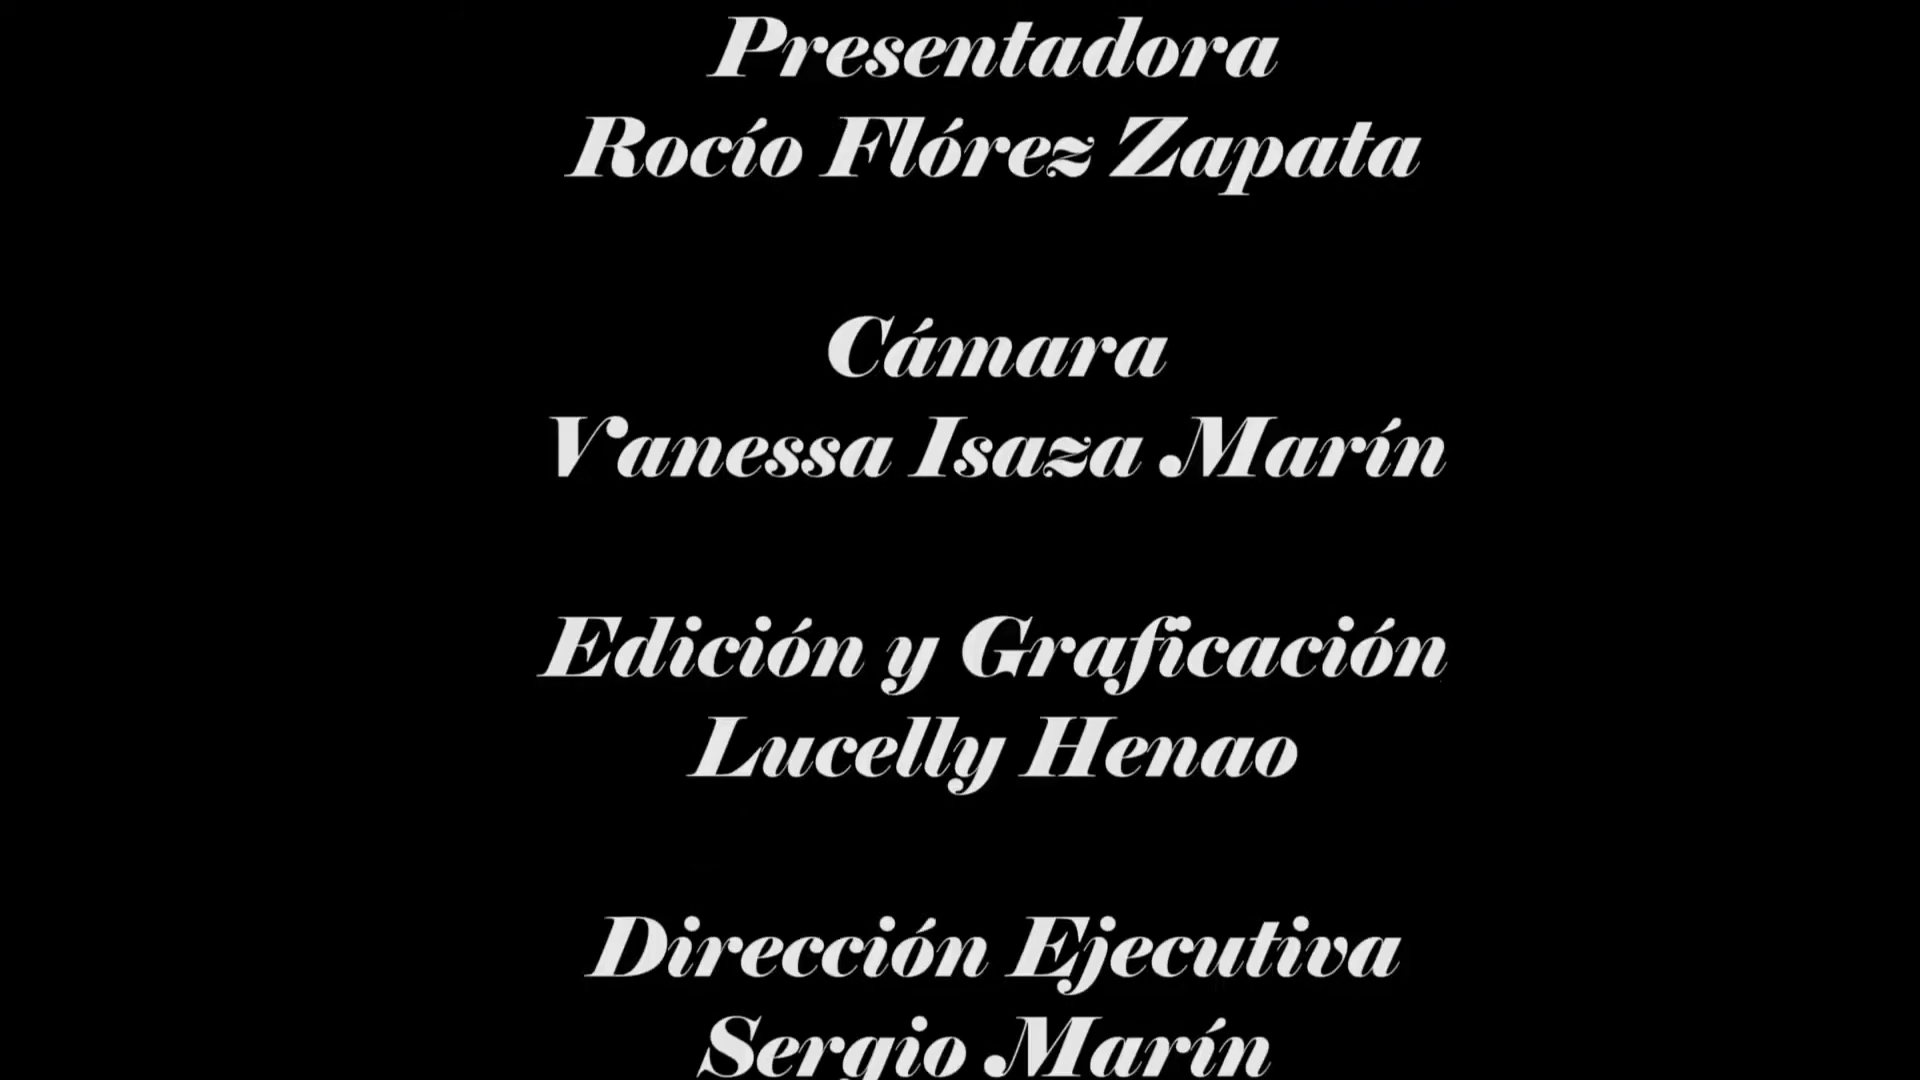 Presentadora
Rocío Flórez Zapata
Cámara
Vanessa Isaza Marín
Edición y Graficación
Lucelly Henao
Dirección Ejecutiva
Sergio Marín